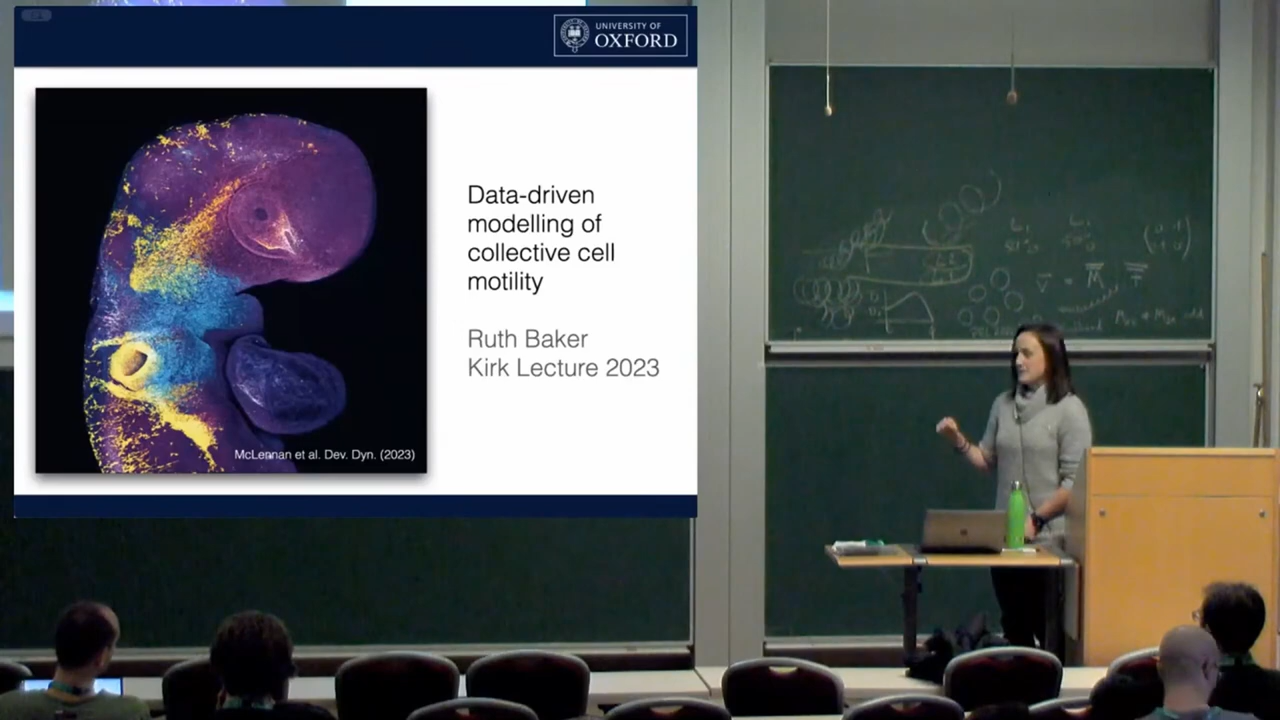 UNIVERSITY OF
OXFORD
Data-driven
modelling of
collective cell
motility
Ruth Baker
Kirk Lecture 2023
McLennan et al. Dev. Dyn. (2023)